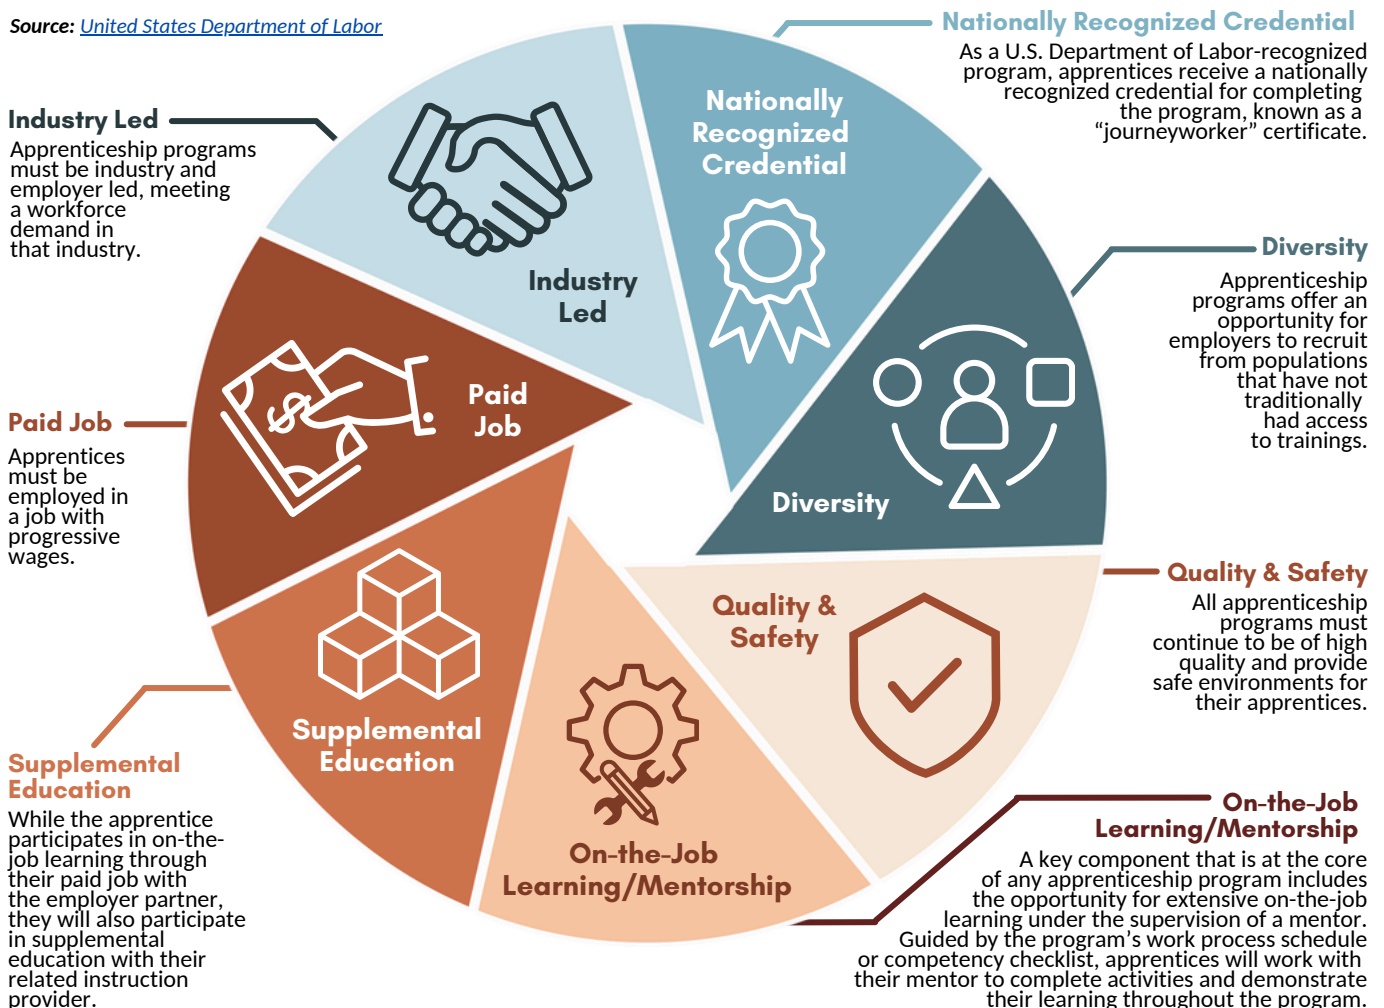 Source: United States Department of Labor
Nationally Recognized Credential
As a U.S. Department of Labor-recognized
program, apprentices receive a nationally
recognized credential for completing
the program, known as a
“journeyworker” certificate.
Industry Led
Apprenticeship programs
must be industry and
employer led, meeting
a workforce
demand in
that industry.
Nationally
Recognized
Credential
Industry
Led
Diversity
Apprenticeship
programs offer an
opportunity for
employers to recruit
from populations
that have not
traditionally
had access
to trainings.
Paid Job
Apprentices
must be
employed in
a job with
progressive
wages.
$
Paid
Job
Diversity
Quality & Safety
All apprenticeship
programs must
continue to be of high
quality and provide
safe environments for
their apprentices.
Quality &
Safety
Supplemental
Education
Supplemental
Education
While the apprentice
participates in on-the-
job learning through
their paid job with
the employer partner,
they will also participate
in supplemental
education with their
related instruction
provider.
On-the-Job
Learning/Mentorship
On-the-Job
Learning/Mentorship
A key component that is at the core
of any apprenticeship program includes
the opportunity for extensive on-the-job
learning under the supervision of a mentor.
Guided by the program’s work process schedule
or competency checklist, apprentices will work with
their mentor to complete activities and demonstrate
their learning throughout the program.